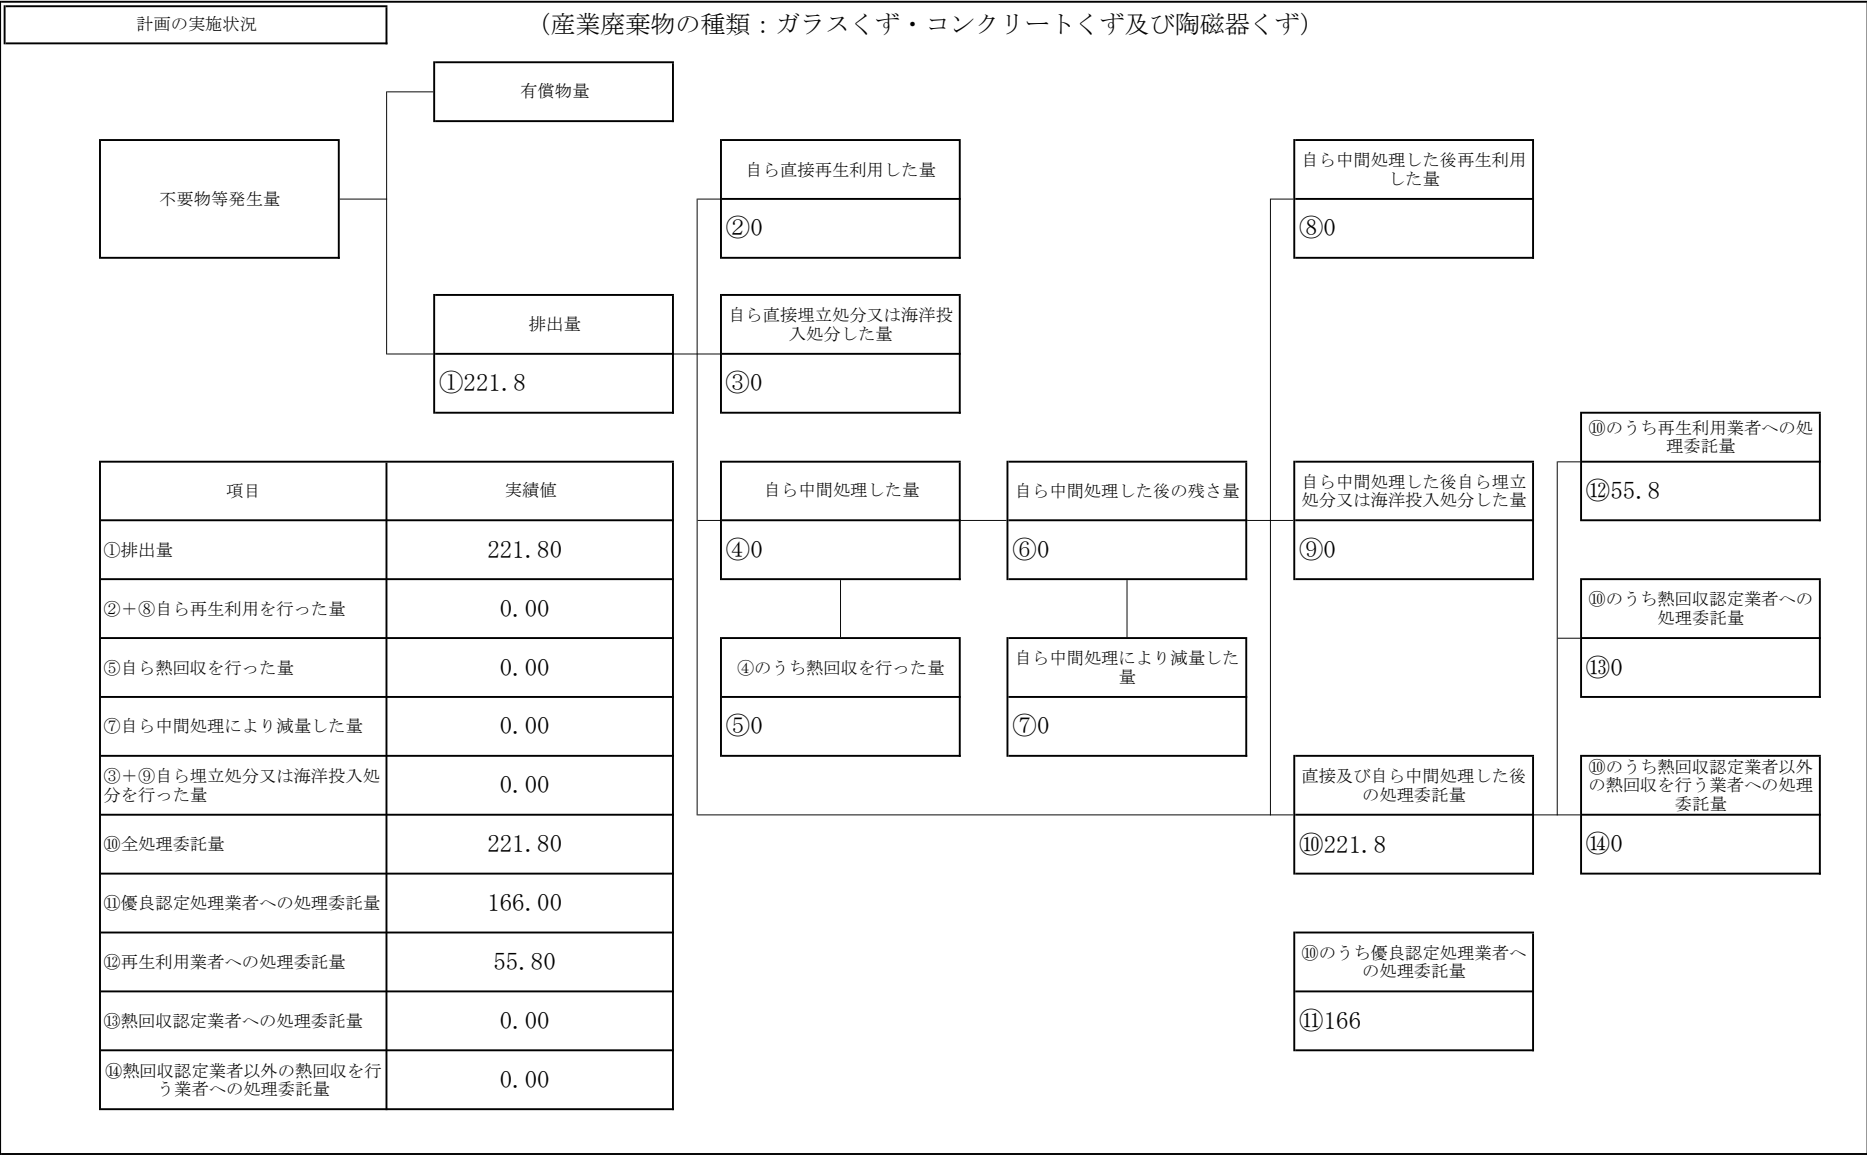 計画の実施状況
（産業廃棄物の種類：ガラスくず・コンクリートくず及び陶磁器くず）
有償物量
不要物等発生量
自ら直接再生利用した量
②0
自ら中間処理した後再生利用
した量
⑧0
排出量
①221.8
自ら直接埋立処分又は海洋投
入処分した量
③0
⑩のうち再生利用業者への処
理委託量
⑫55.8
自ら中間処理した量
④0
自ら中間処理した後の残さ量
⑥0
自ら中間処理した後自ら埋立
処分又は海洋投入処分した量
⑨0
⑩のうち熱回収認定業者への
処理委託量
⑬0
④のうち熱回収を行った量
⑤0
自ら中間処理により減量した
量
⑦0
直接及び自ら中間処理した後
の処理委託量
⑩221.8
⑩のうち熱回収認定業者以外
の熱回収を行う業者への処理
委託量
⑭0
⑩のうち優良認定処理業者へ
の処理委託量
⑪166
項目 実績値
①排出量 221.80
②＋⑧自ら再生利用を行った量 0.00
⑤自ら熱回収を行った量 0.00
⑦自ら中間処理により減量した量 0.00
③＋⑨自ら埋立処分又は海洋投入処
分を行った量 0.00
⑩全処理委託量 221.80
⑪優良認定処理業者への処理委託量 166.00
⑫再生利用業者への処理委託量 55.80
⑬熱回収認定業者への処理委託量 0.00
⑭熱回収認定業者以外の熱回収を行
う業者への処理委託量 0.00